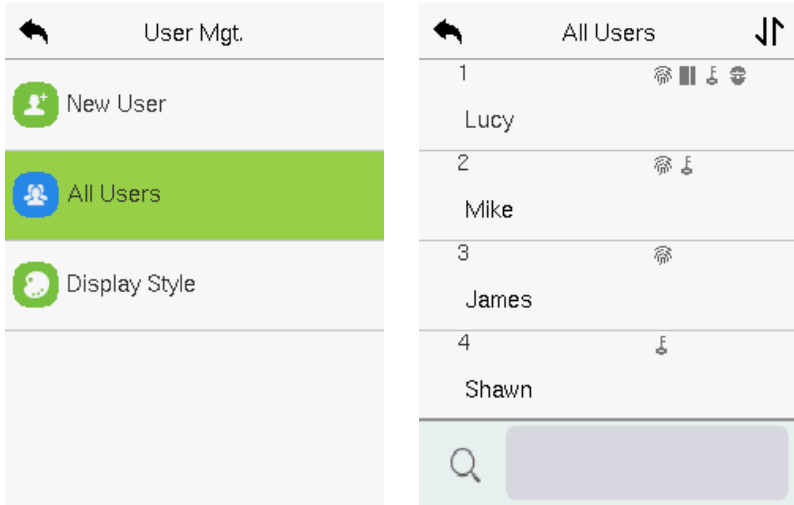 User Mgt.
New User
All Users
Display Style
All Users
1
Lucy
2
Mike
3
James
4
Shawn